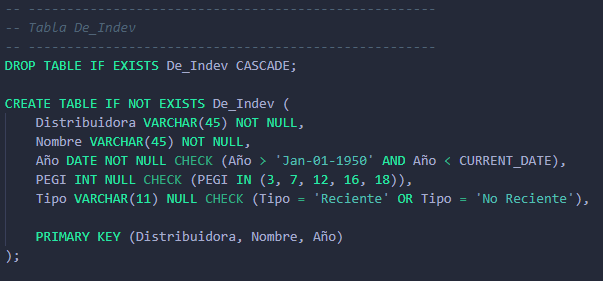 -- ---------------------------------------------------
-- Tabla De_Indev
-- ---------------------------------------------------
DROP TABLE IF EXISTS De_Indev CASCADE;
CREATE TABLE IF NOT EXISTS De_Indev (
Distribuidora VARCHAR(45) NOT NULL,
Nombre VARCHAR(45) NOT NULL,
Año DATE NOT NULL CHECK (Año > 'Jan-01-1950' AND Año < CURRENT_DATE),
PEGI INT NULL CHECK (PEGI IN (3, 7, 12, 16, 18)),
Tipo VARCHAR(11) NULL CHECK (Tipo = 'Reciente' OR Tipo = 'No Reciente'),
PRIMARY KEY (Distribuidora, Nombre, Año)
);